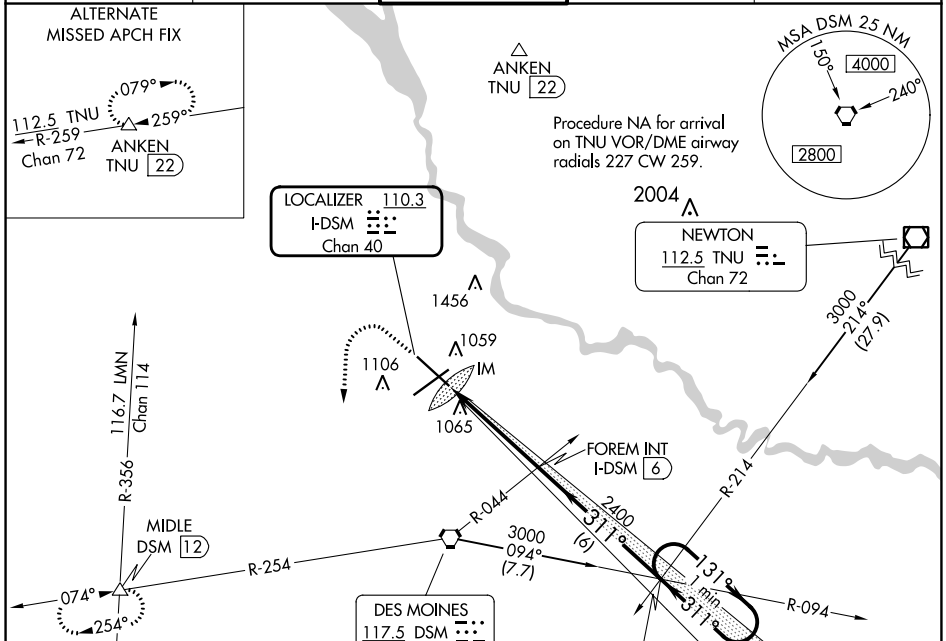 ALTERNATE
MISSED APCH FIX
079°
259°
112.5 TNU
R-259
Chan 72
ANKEN
TNU 22
ANKEN
TNU 22
MSA DSM 25 NM
150°
4000
240°
2800
Procedure NA for arrival
on TNU VOR/DME airway
radials 227 CW 259.
LOCALIZER 110.3
I-DSM
Chan 40
2004
NEWTON
112.5 TNU
Chan 72
3000
214°
(27.9)
R-214
1456
1059
IM
1106
1065
116.7 LMN
Chan 114
R-356
FOREM INT
I-DSM 6
R-044
2400
311°
(6)
MIDLE
DSM 12
R-254
3000
094°
(7.7)
131°
1 min
311°
R-094
074°
254°
DES MOINES
117.5 DSM